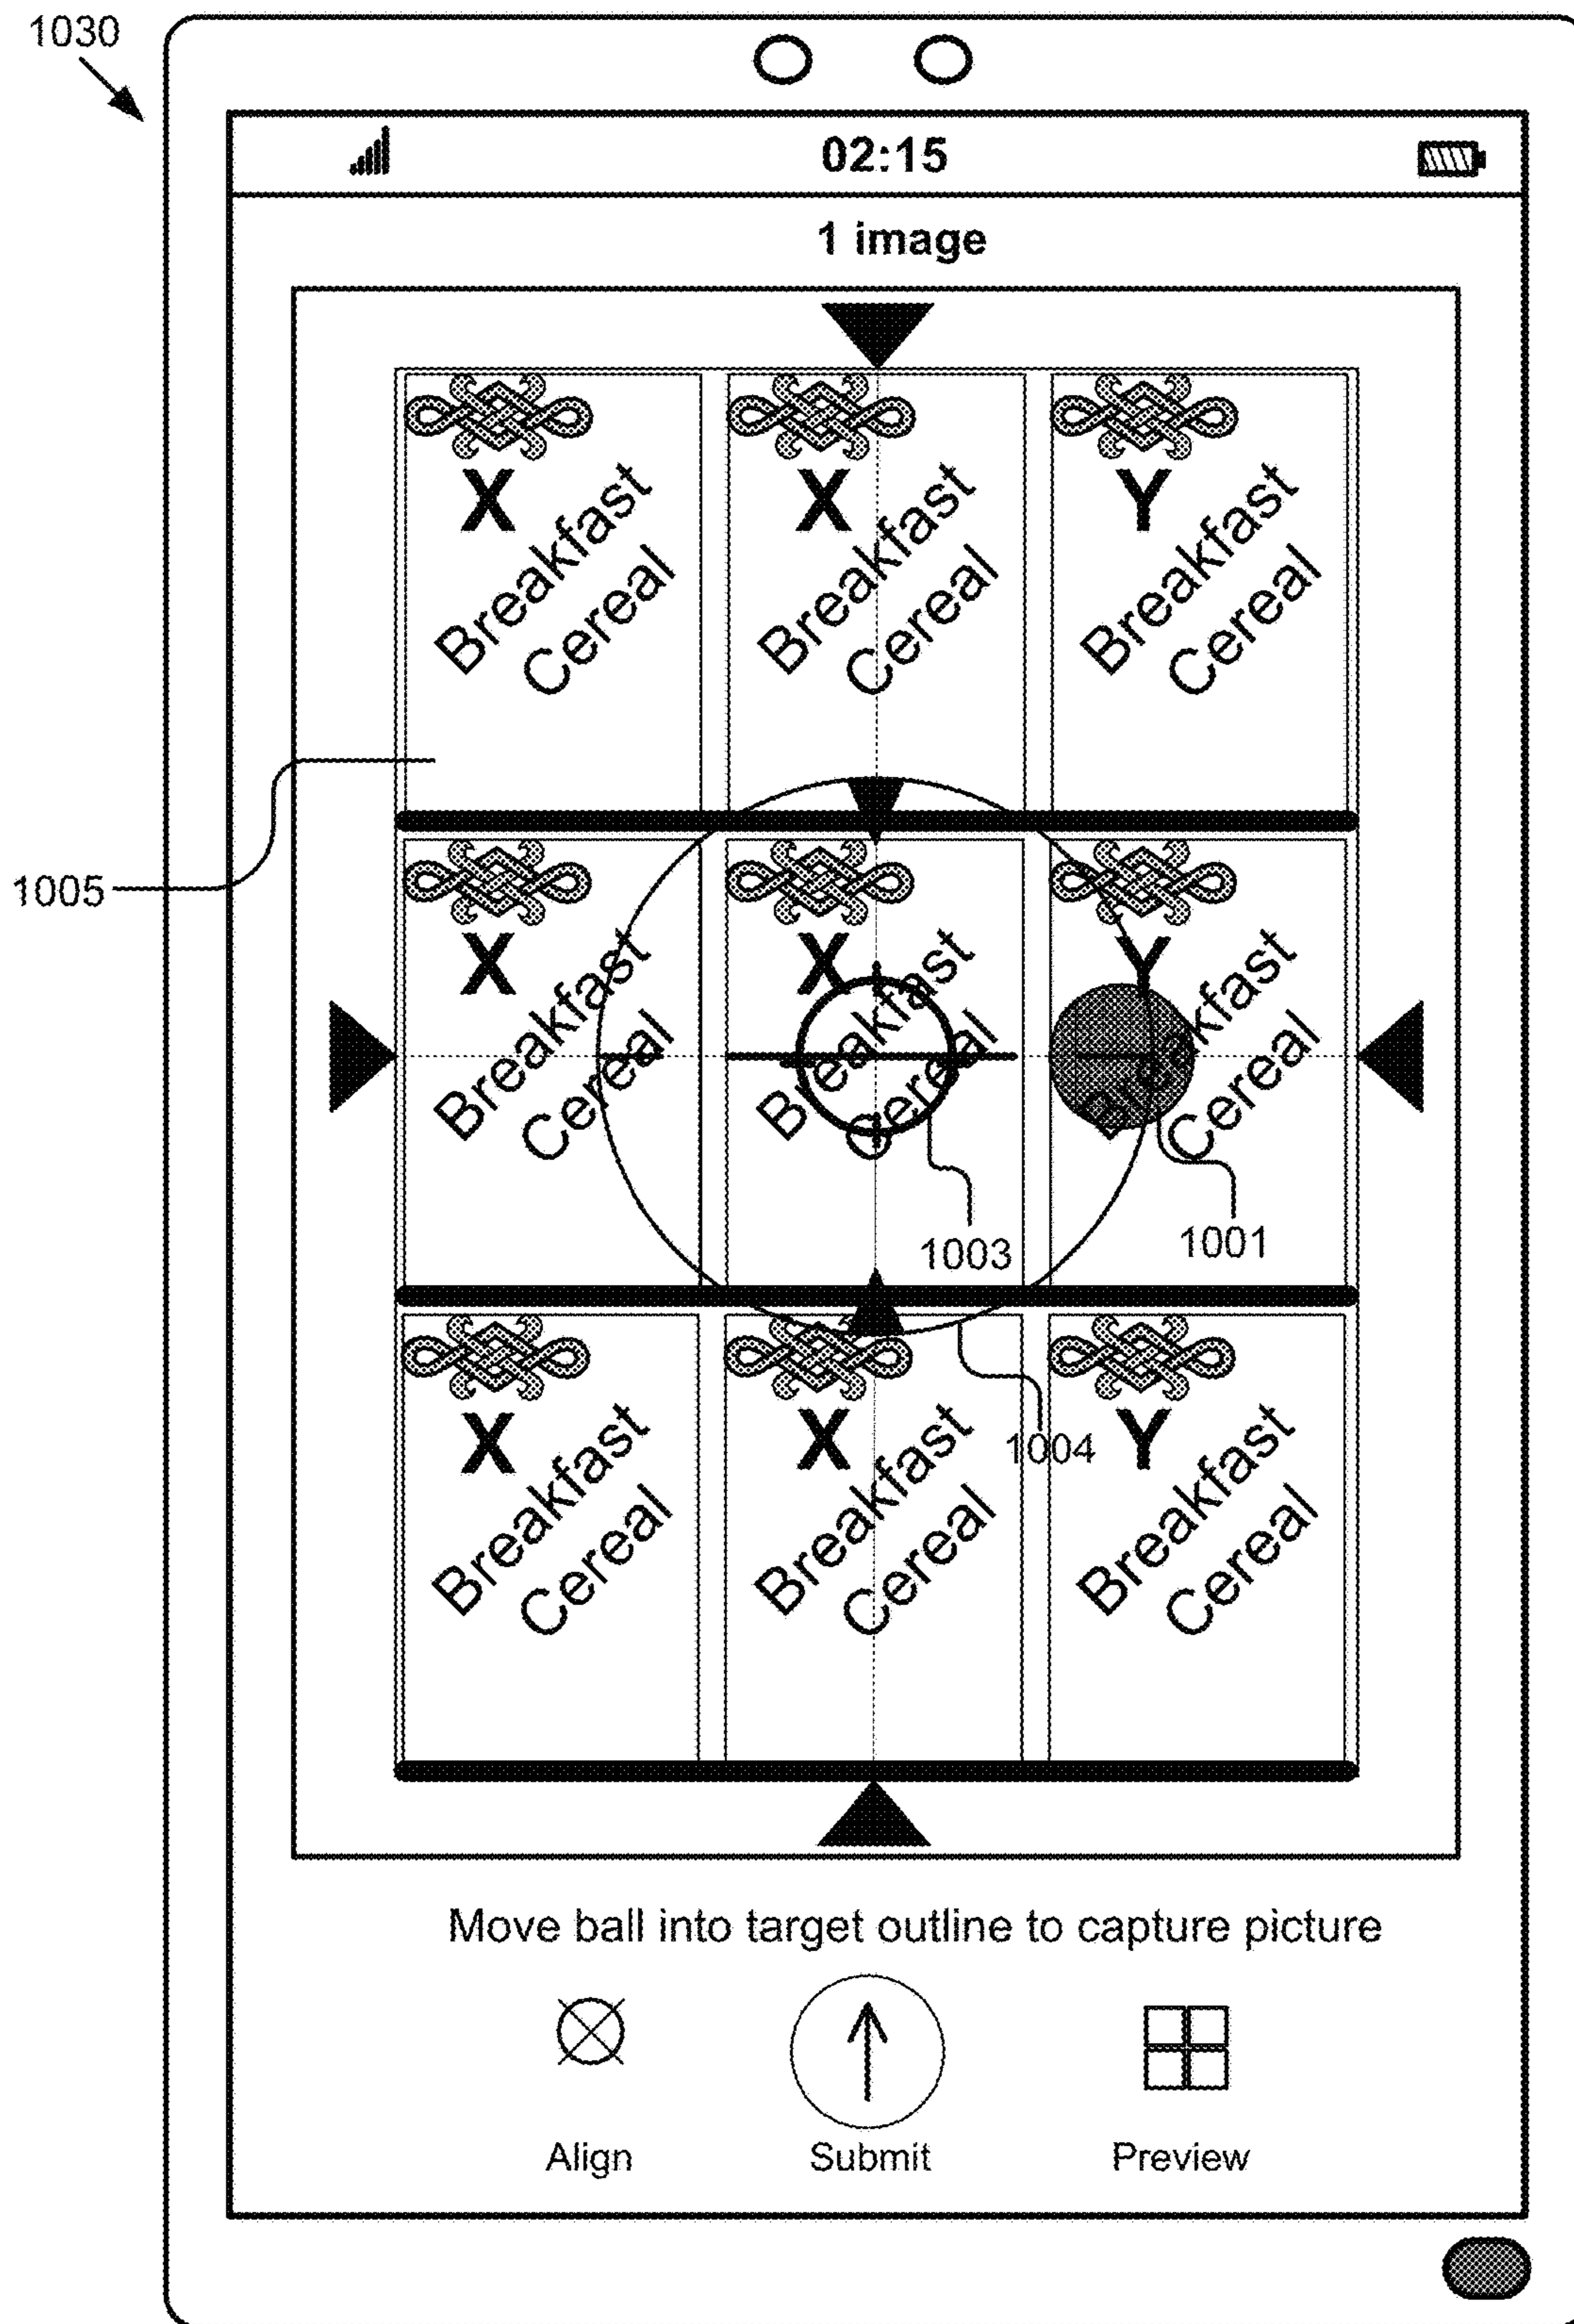 1030
02:15
1 image
X
Breakfast
Cereal
X
Breakfast
Cereal
Y
Breakfast
Cereal
1005
X
Breakfast
Cereal
X
Breakfast
Cereal
Y
Breakfast
Cereal
1003
1001
X
Breakfast
Cereal
X
Breakfast
Cereal
1004
Y
Breakfast
Cereal
Move ball into target outline to capture picture
Align
Submit
Preview